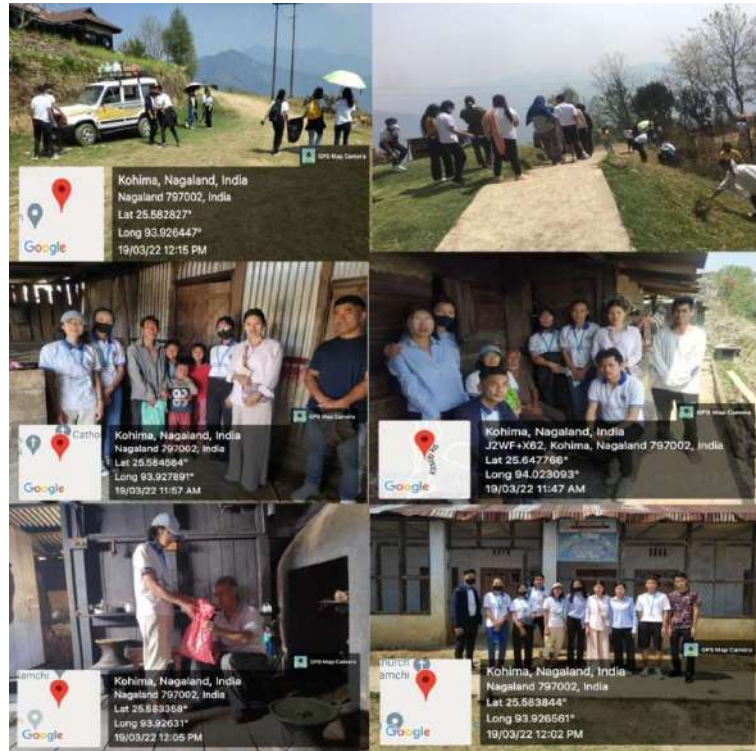 GPS Map Camera
Kohima, Nagaland, India
Nagaland 797002, India
Lat 25.582827°
Long 93.926447°
19/03/22 12:15 PM
Google
GPS Map Camera
Catho
Kohima, Nagaland, India
Nagaland 797002, India
Lat 25.584564°
Long 93.927891°
19/03/22 11:57 AM
Google
GPS Map Camera
Kohima, Nagaland, India
J2WF+X62, Kohima, Nagaland 797002, India
Lat 25.647766°
Long 94.023093°
19/03/22 11:47 AM
Google
GPS Map Camera
amchi
Kohima, Nagaland, India
Nagaland 797002, India
Lat 25.583358°
Long 93.92631°
19/03/22 12:05 PM
Google
GPS Map Camera
hurch
amchi
Kohima, Nagaland, India
Nagaland 797002, India
Lat 25.583844°
Long 93.926561°
19/03/22 12:02 PM
Google